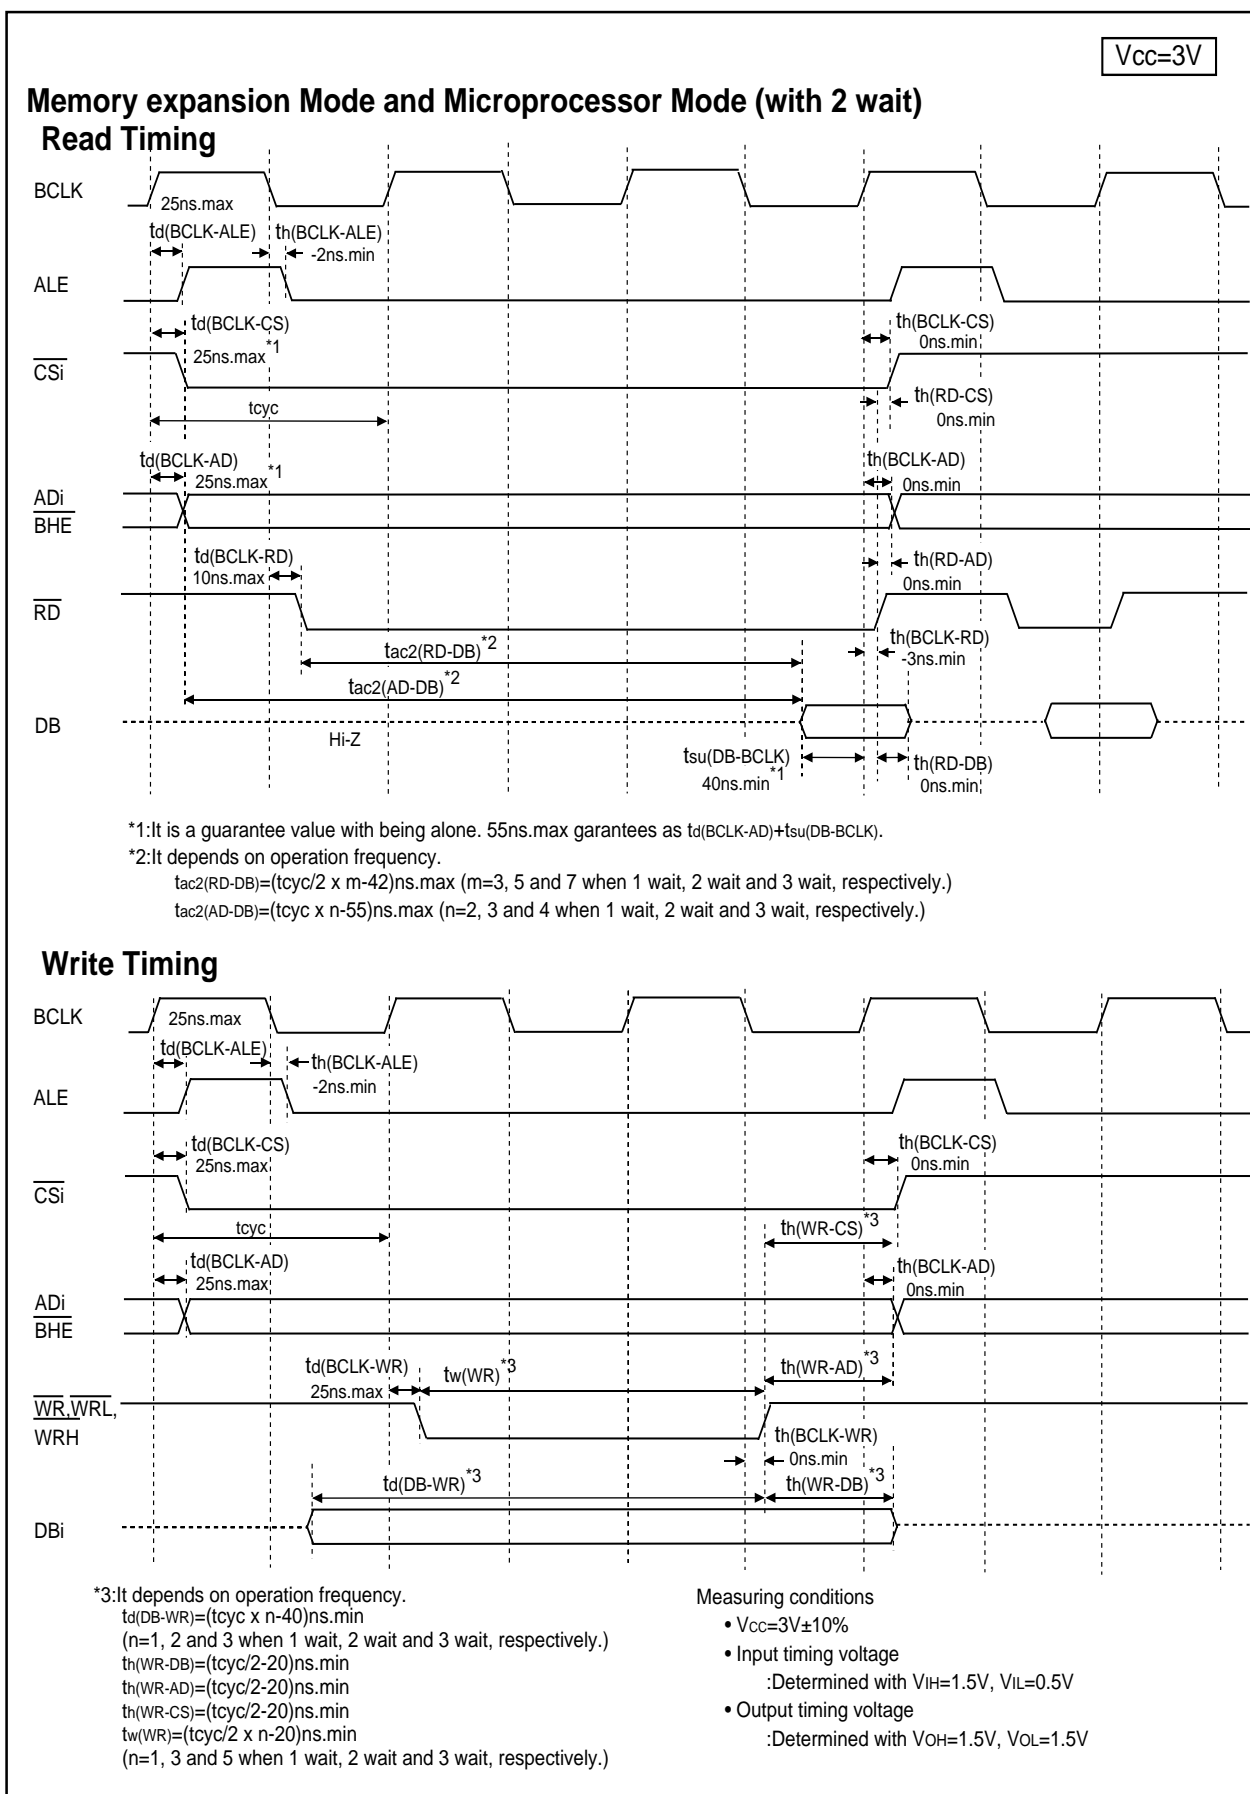 Vcc=3V
Memory expansion Mode and Microprocessor Mode (with 2 wait)
Read Timing
BCLK
25ns.max
td(BCLK-ALE)
th(BCLK-ALE)
-2ns.min
ALE
td(BCLK-CS)
25ns.max*1
th(BCLK-CS)
0ns.min
CSi
tcyc
th(RD-CS)
0ns.min
td(BCLK-AD)
25ns.max*1
th(BCLK-AD)
0ns.min
ADi
BHE
td(BCLK-RD)
10ns.max
th(RD-AD)
0ns.min
RD
tac2(RD-DB)*2
th(BCLK-RD)
-3ns.min
tac2(AD-DB)*2
DB
Hi-Z
tsu(DB-BCLK)
40ns.min*1
th(RD-DB)
0ns.min
*1:It is a guarantee value with being alone. 55ns.max garantees as td(BCLK-AD)+tsu(DB-BCLK).
*2:It depends on operation frequency.
tac2(RD-DB)=(tcyc/2 x m-42)ns.max (m=3, 5 and 7 when 1 wait, 2 wait and 3 wait, respectively.)
tac2(AD-DB)=(tcyc x n-55)ns.max (n=2, 3 and 4 when 1 wait, 2 wait and 3 wait, respectively.)
Write Timing
BCLK
25ns.max
td(BCLK-ALE)
th(BCLK-ALE)
-2ns.min
ALE
td(BCLK-CS)
25ns.max
th(BCLK-CS)
0ns.min
CSi
tcyc
th(WR-CS)*3
td(BCLK-AD)
25ns.max
th(BCLK-AD)
0ns.min
ADi
BHE
td(BCLK-WR)
25ns.max
tw(WR)*3
th(WR-AD)*3
WR,WRL,
WRH
th(BCLK-WR)
0ns.min
td(DB-WR)*3
th(WR-DB)*3
DBi
*3:It depends on operation frequency.
td(DB-WR)=(tcyc x n-40)ns.min
(n=1, 2 and 3 when 1 wait, 2 wait and 3 wait, respectively.)
th(WR-DB)=(tcyc/2-20)ns.min
th(WR-AD)=(tcyc/2-20)ns.min
th(WR-CS)=(tcyc/2-20)ns.min
tw(WR)=(tcyc/2 x n-20)ns.min
(n=1, 3 and 5 when 1 wait, 2 wait and 3 wait, respectively.)
Measuring conditions
• VCC=3V±10%
• Input timing voltage
:Determined with VIH=1.5V, VIL=0.5V
• Output timing voltage
:Determined with VOH=1.5V, VOL=1.5V